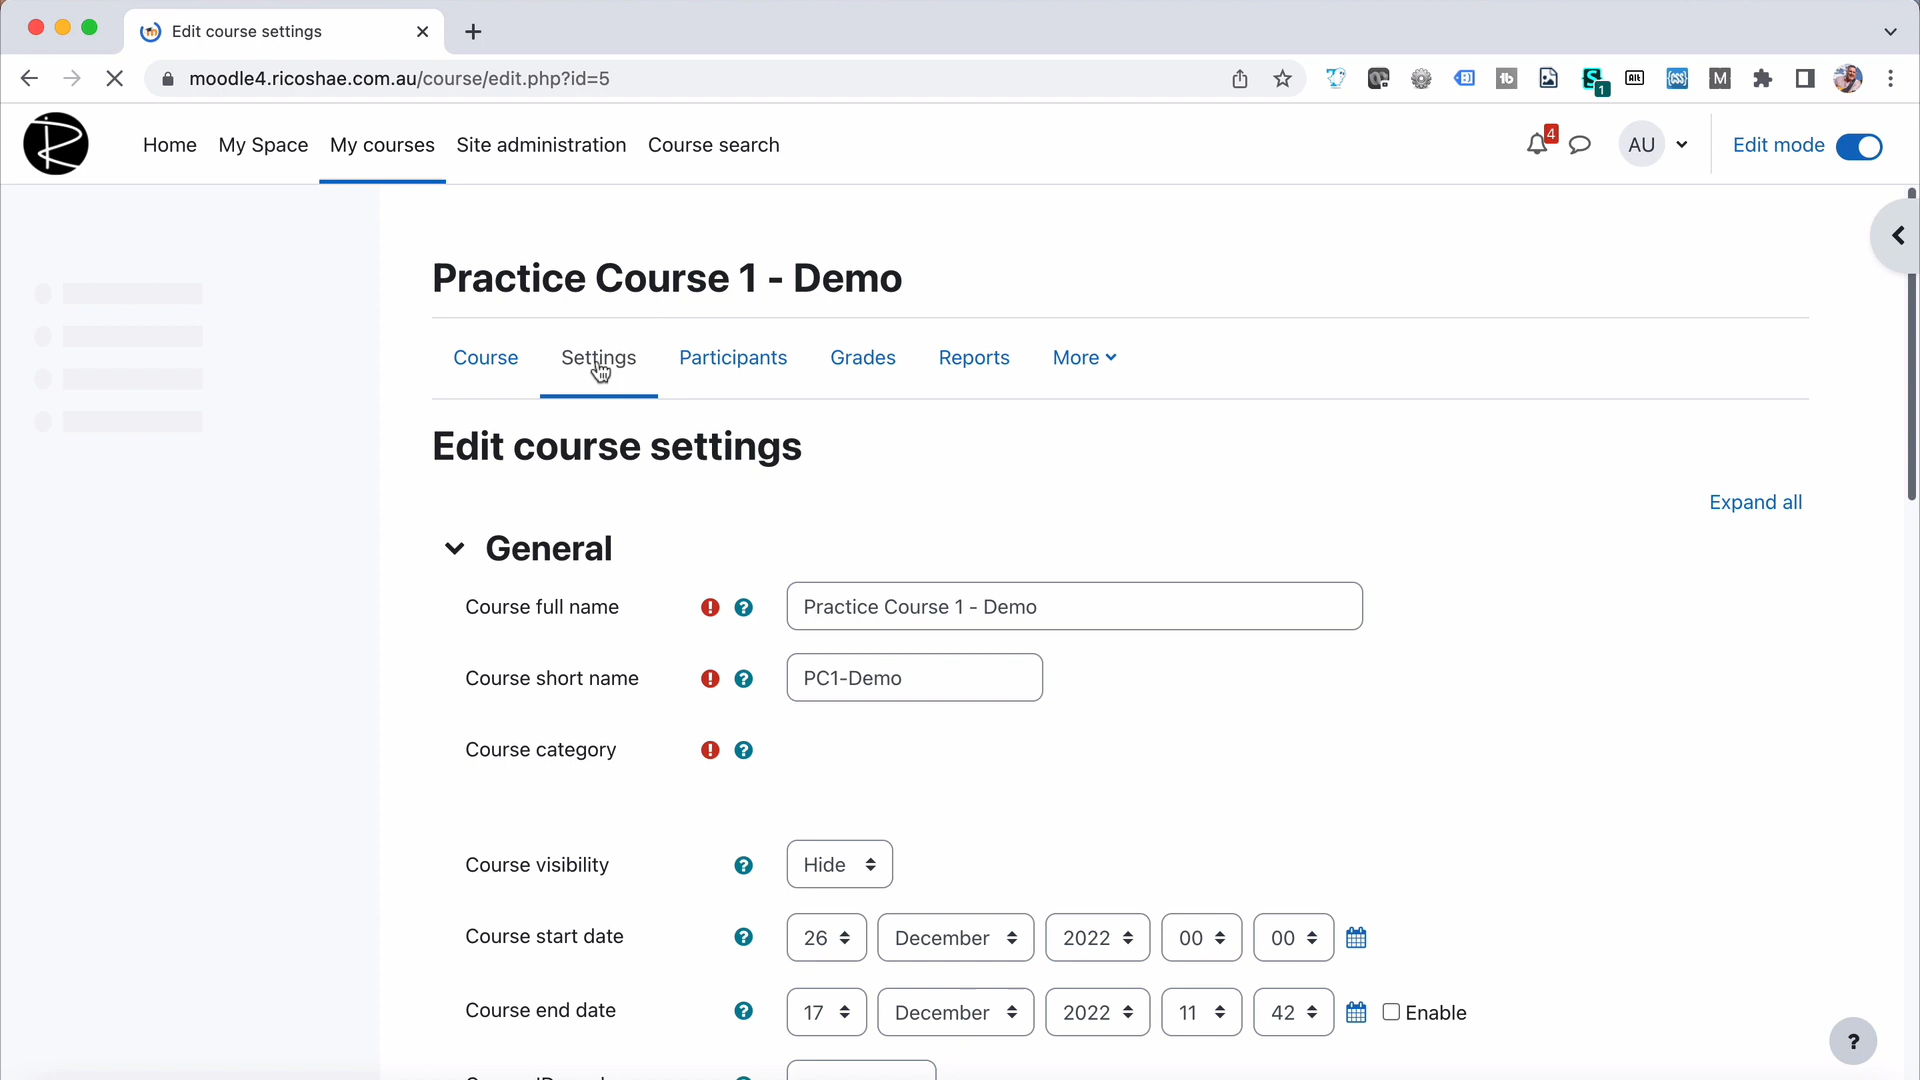 Edit course settings
moodle4.ricoshae.com.au/course/edit.php?id=5
1
Home My Space My courses Site administration Course search
4
AU
Edit mode
Practice Course 1 - Demo
Course Settings Participants Grades Reports More
Edit course settings
Expand all
General
Course full name ! ? Practice Course 1 - Demo
Course short name ! ? PC1-Demo
Course category ! ?
Course visibility ? Hide
Course start date ? 26 December 2022 00 00
Course end date ? 17 December 2022 11 42 Enable
?